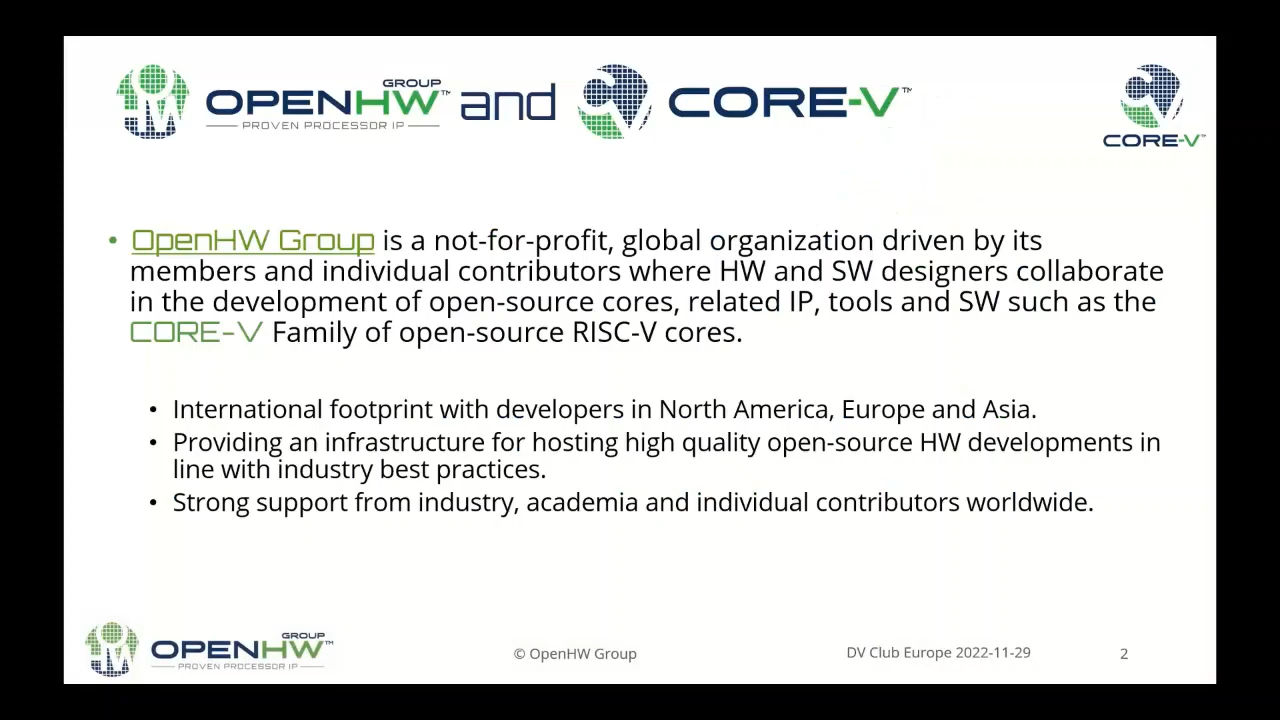 OPENHW GROUP™ and CORE-V™
PROVEN PROCESSOR IP
CORE-V™
• OpenHW Group is a not-for-profit, global organization driven by its
members and individual contributors where HW and SW designers collaborate
in the development of open-source cores, related IP, tools and SW such as the
CORE-V Family of open-source RISC-V cores.
• International footprint with developers in North America, Europe and Asia.
• Providing an infrastructure for hosting high quality open-source HW developments in
line with industry best practices.
• Strong support from industry, academia and individual contributors worldwide.
OPENHW GROUP™
PROVEN PROCESSOR IP
© OpenHW Group
DV Club Europe 2022-11-29
2